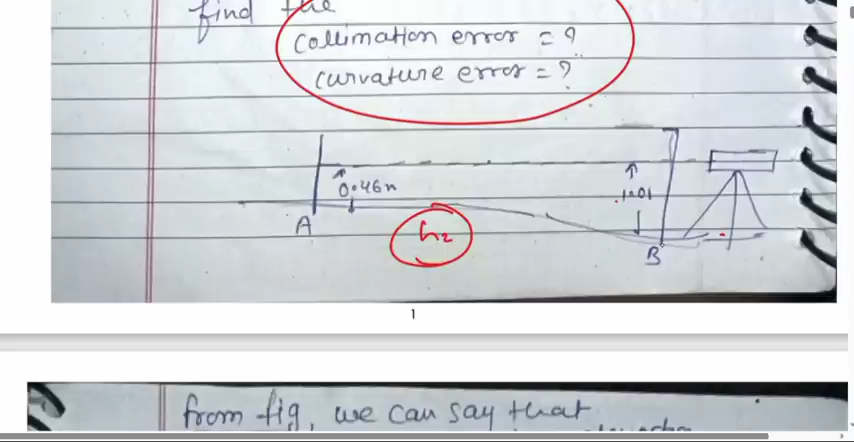 find the
Collimation error = ?
curvature error = ?
0.46m
1.01
A
h2
B
1
from fig, we can say that